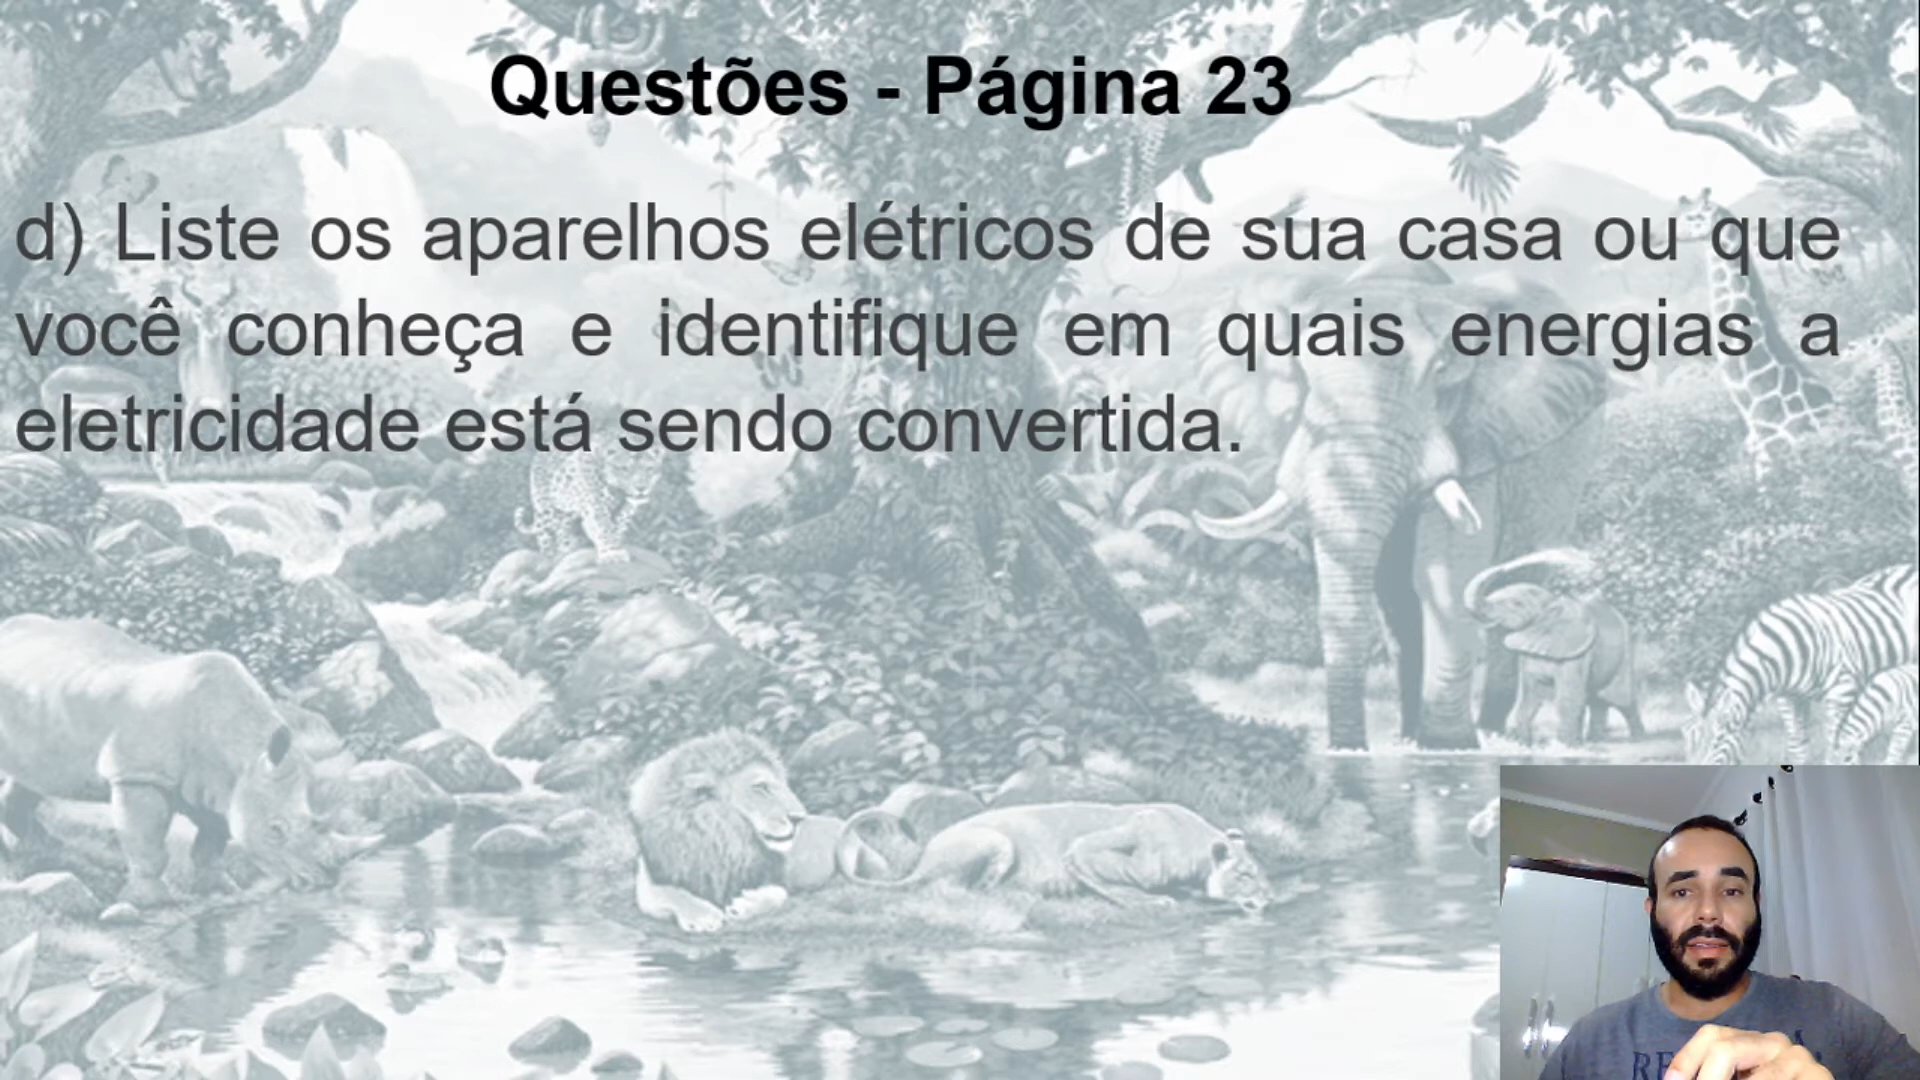 Questões - Página 23
d) Liste os aparelhos elétricos de sua casa ou que
você conheça e identifique em quais energias a
eletricidade está sendo convertida.